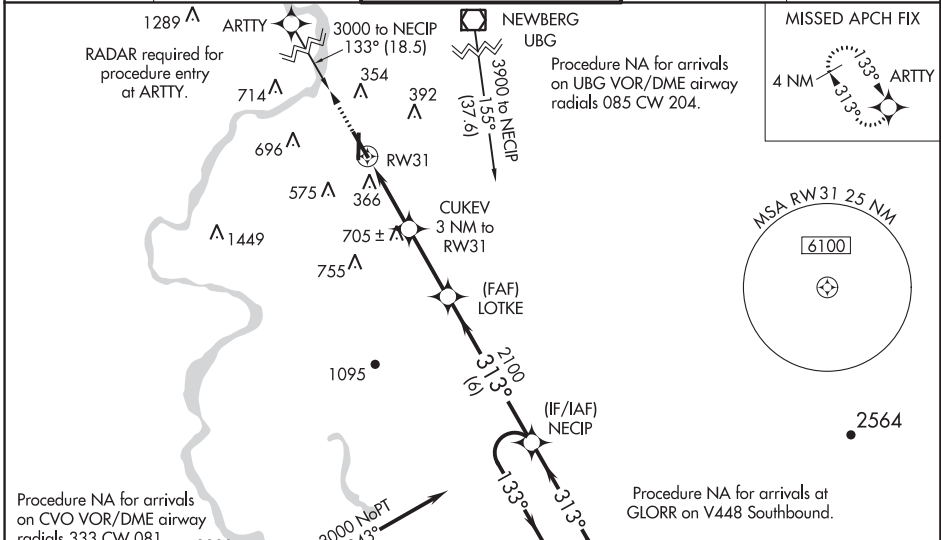 1289
ARTTY
3000 to NECIP
133° (18.5)
NEWBERG
UBG
MISSED APCH FIX
RADAR required for
procedure entry
at ARTTY.
Procedure NA for arrivals
on UBG VOR/DME airway
radials 085 CW 204.
4 NM
133°
313°
ARTTY
714
354
392
3900 to NECIP
155°
(37.6)
696
RW31
575
366
MSA RW31 25 NM
6100
1449
705 ±
CUKEV
3 NM to
RW31
755
(FAF)
LOTKE
1095
2100
313°
(6)
(IF/IAF)
NECIP
2564
133°
313°
Procedure NA for arrivals
on CVO VOR/DME airway
radials 333 CW 081
3000 NoPT
Procedure NA for arrivals at
GLORR on V448 Southbound.